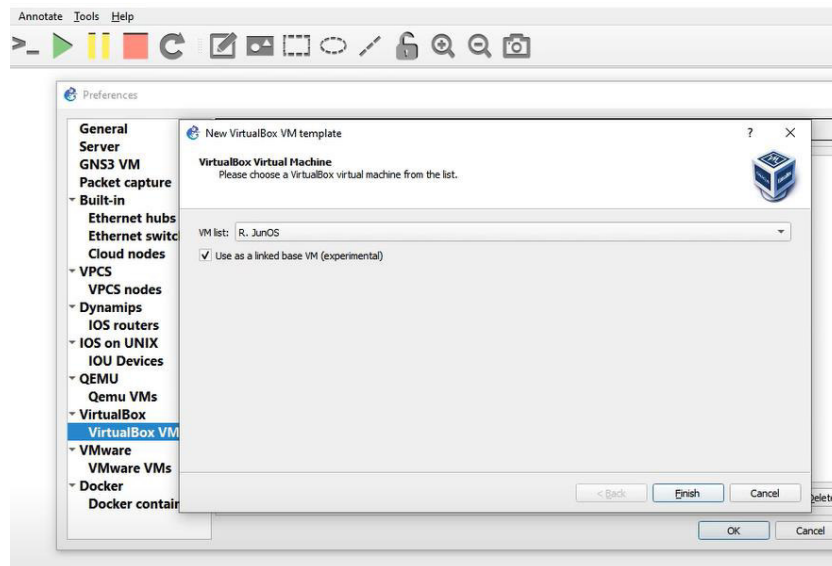 Annotate Tools Help
>_
Preferences
General
Server
GNS3 VM
Packet capture
Built-in
Ethernet hubs
Ethernet switc
Cloud nodes
VPCS
VPCS nodes
Dynamips
IOS routers
IOS on UNIX
IOU Devices
QEMU
Qemu VMs
VirtualBox
VirtualBox VM
VMware
VMware VMs
Docker
Docker contain
New VirtualBox VM template
?
VirtualBox Virtual Machine
Please choose a VirtualBox virtual machine from the list.
VM list: R. JunOS
Use as a linked base VM (experimental)
< Back Finish Cancel
Delete
OK Cancel